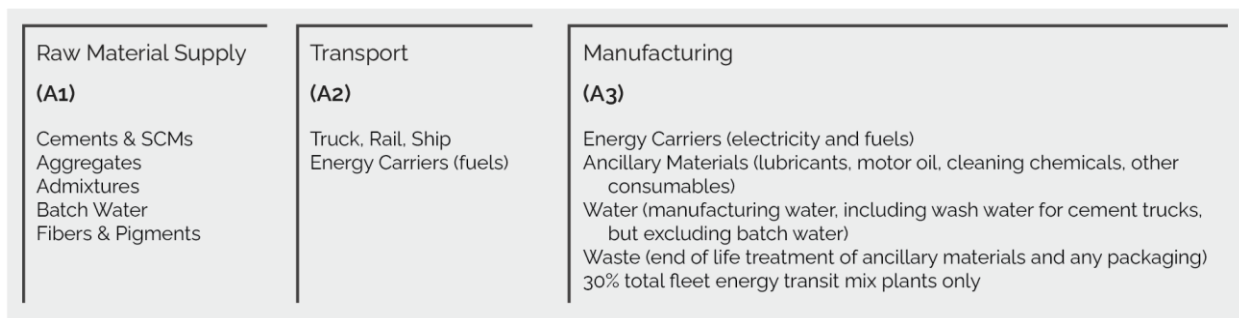 Raw Material Supply
(A1)
Cements & SCMs
Aggregates
Admixtures
Batch Water
Fibers & Pigments
Transport
(A2)
Truck, Rail, Ship
Energy Carriers (fuels)
Manufacturing
(A3)
Energy Carriers (electricity and fuels)
Ancillary Materials (lubricants, motor oil, cleaning chemicals, other
consumables)
Water (manufacturing water, including wash water for cement trucks,
but excluding batch water)
Waste (end of life treatment of ancillary materials and any packaging)
30% total fleet energy transit mix plants only